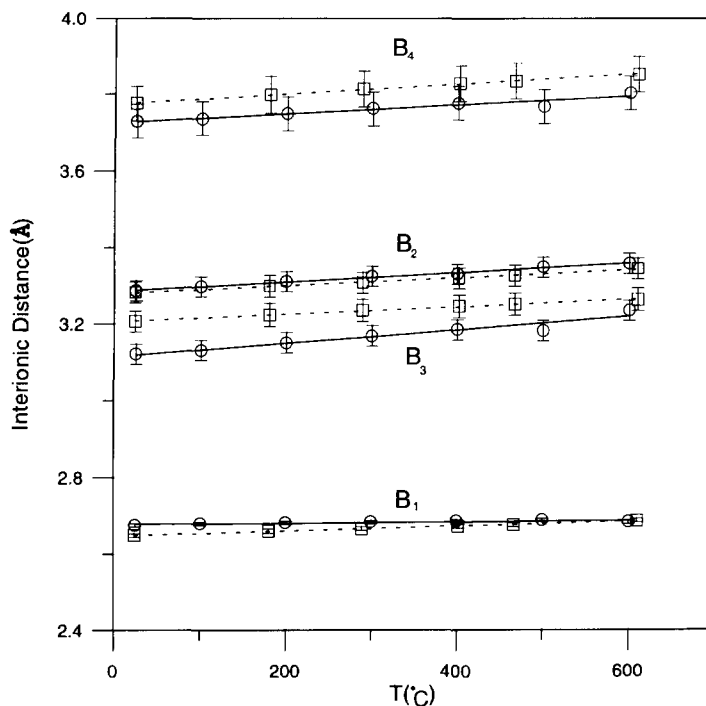 4.0
B4
3.6
B2
Interionic Distance(Å)
3.2
B3
2.8
B1
2.4
0 200 400 600
T(°C)